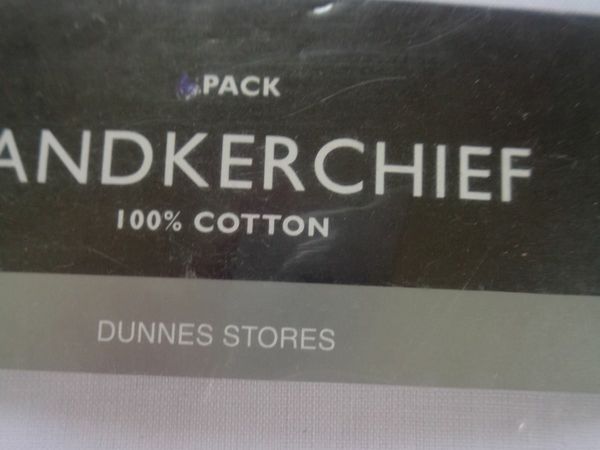 PACK
ANDKERCHIEF
100% COTTON
DUNNES STORES